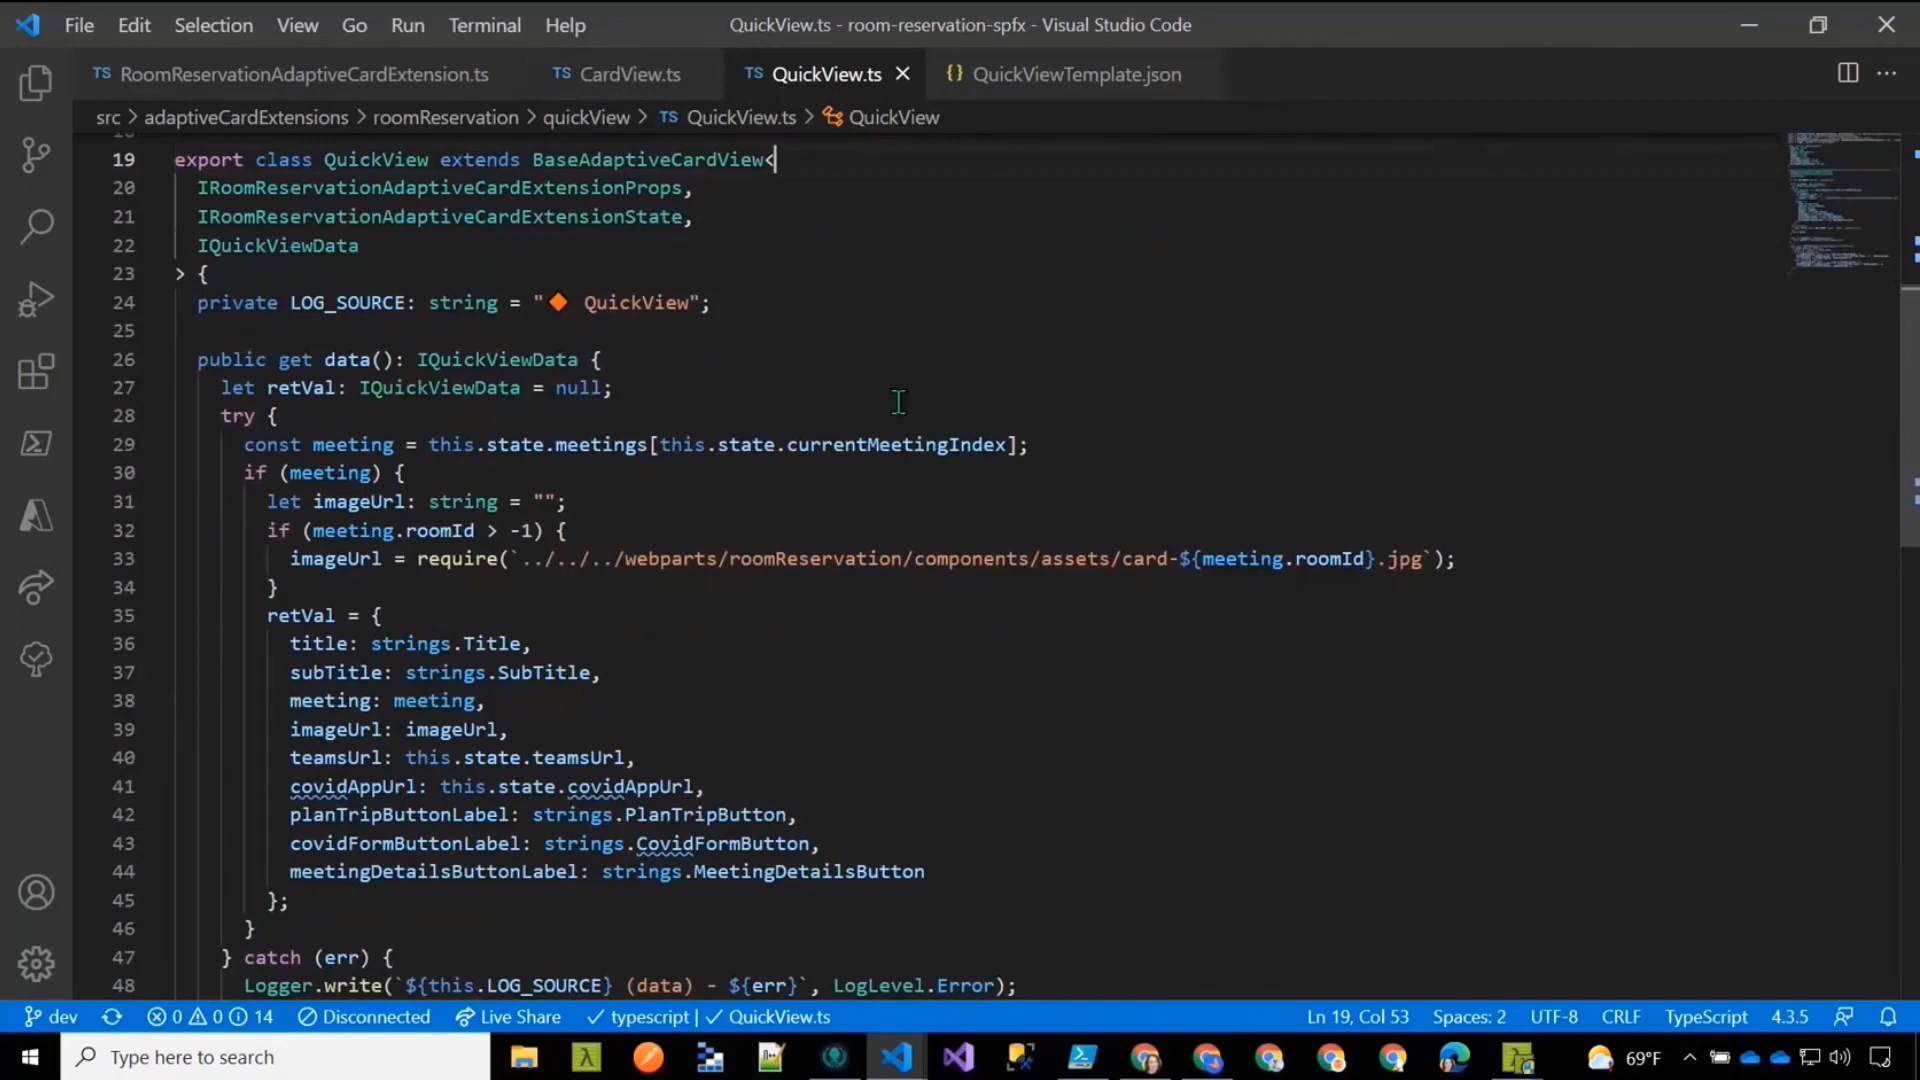 File Edit Selection View Go Run Terminal Help QuickView.ts - room-reservation-spfx - Visual Studio Code
TS RoomReservationAdaptiveCardExtension.ts TS CardView.ts TS QuickView.ts {} QuickViewTemplate.json
src > adaptiveCardExtensions > roomReservation > quickView > TS QuickView.ts > QuickView
19 export class QuickView extends BaseAdaptiveCardView<
20 IRoomReservationAdaptiveCardExtensionProps,
21 IRoomReservationAdaptiveCardExtensionState,
22 IQuickViewData
23 > {
24 private LOG_SOURCE: string = "🔶 QuickView";
25
26 public get data(): IQuickViewData {
27 let retVal: IQuickViewData = null;
28 try {
29 const meeting = this.state.meetings[this.state.currentMeetingIndex];
30 if (meeting) {
31 let imageUrl: string = "";
32 if (meeting.roomId > -1) {
33 imageUrl = require(`../../../webparts/roomReservation/components/assets/card-${meeting.roomId}.jpg`);
34 }
35 retVal = {
36 title: strings.Title,
37 subTitle: strings.SubTitle,
38 meeting: meeting,
39 imageUrl: imageUrl,
40 teamsUrl: this.state.teamsUrl,
41 covidAppUrl: this.state.covidAppUrl,
42 planTripButtonLabel: strings.PlanTripButton,
43 covidFormButtonLabel: strings.CovidFormButton,
44 meetingDetailsButtonLabel: strings.MeetingDetailsButton
45 };
46 }
47 } catch (err) {
48 Logger.write(`${this.LOG_SOURCE} (data) - ${err}`, LogLevel.Error);
dev 0 0 14 Disconnected Live Share typescript | QuickView.ts Ln 19, Col 53 Spaces: 2 UTF-8 CRLF TypeScript 4.3.5
Type here to search 69°F